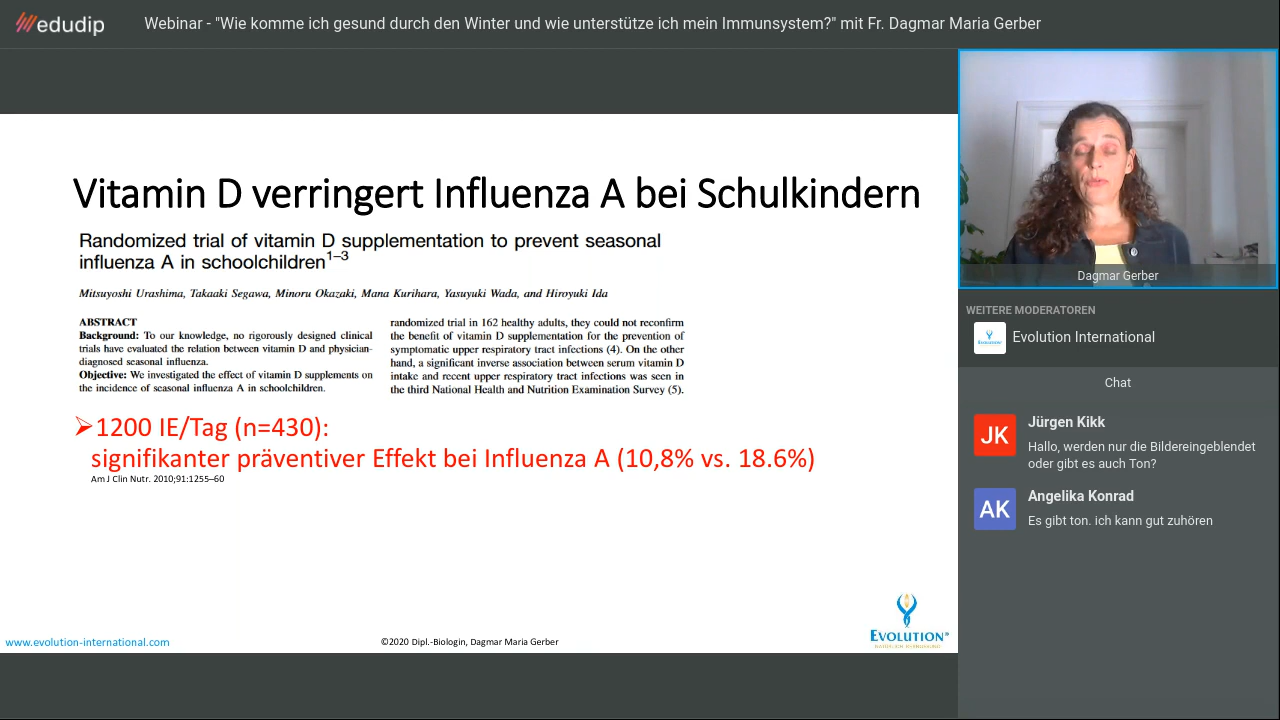 edudip
Webinar - "Wie komme ich gesund durch den Winter und wie unterstütze ich mein Immunsystem?" mit Fr. Dagmar Maria Gerber
Vitamin D verringert Influenza A bei Schulkindern
Randomized trial of vitamin D supplementation to prevent seasonal
influenza A in schoolchildren1–3
Mitsuyoshi Urashima, Takaaki Segawa, Minoru Okazaki, Mana Kurihara, Yasuyuki Wada, and Hiroyuki Ida
ABSTRACT
Background: To our knowledge, no rigorously designed clinical
trials have evaluated the relation between vitamin D and physician-
diagnosed seasonal influenza.
Objective: We investigated the effect of vitamin D supplements on
the incidence of seasonal influenza A in schoolchildren.
randomized trial in 162 healthy adults, they could not reconfirm
the benefit of vitamin D supplementation for the prevention of
symptomatic upper respiratory tract infections (4). On the other
hand, a significant inverse association between serum vitamin D
intake and recent upper respiratory tract infections was seen in
the third National Health and Nutrition Examination Survey (5).
➢1200 IE/Tag (n=430):
signifikanter präventiver Effekt bei Influenza A (10,8% vs. 18.6%)
Am J Clin Nutr. 2010;91:1255–60
www.evolution-international.com
©2020 Dipl.-Biologin, Dagmar Maria Gerber
EVOLUTION®
Dagmar Gerber
WEITERE MODERATOREN
Evolution International
Chat
JK
Jürgen Kikk
Hallo, werden nur die Bildereingeblendet
oder gibt es auch Ton?
AK
Angelika Konrad
Es gibt ton. ich kann gut zuhören